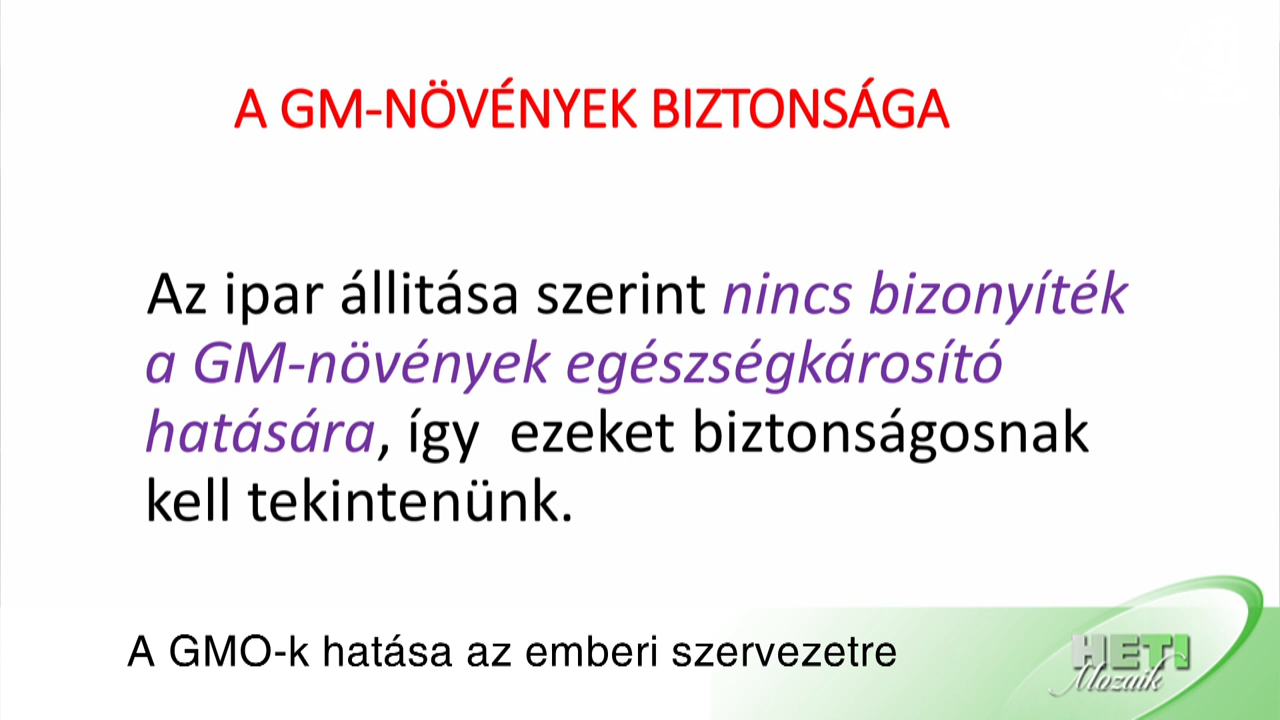 A GM-NÖVÉNYEK BIZTONSÁGA
Az ipar állitása szerint nincs bizonyíték
a GM-növények egészségkárosító
hatására, így ezeket biztonságosnak
kell tekintenünk.
A GMO-k hatása az emberi szervezetre
HETI
Mozaik